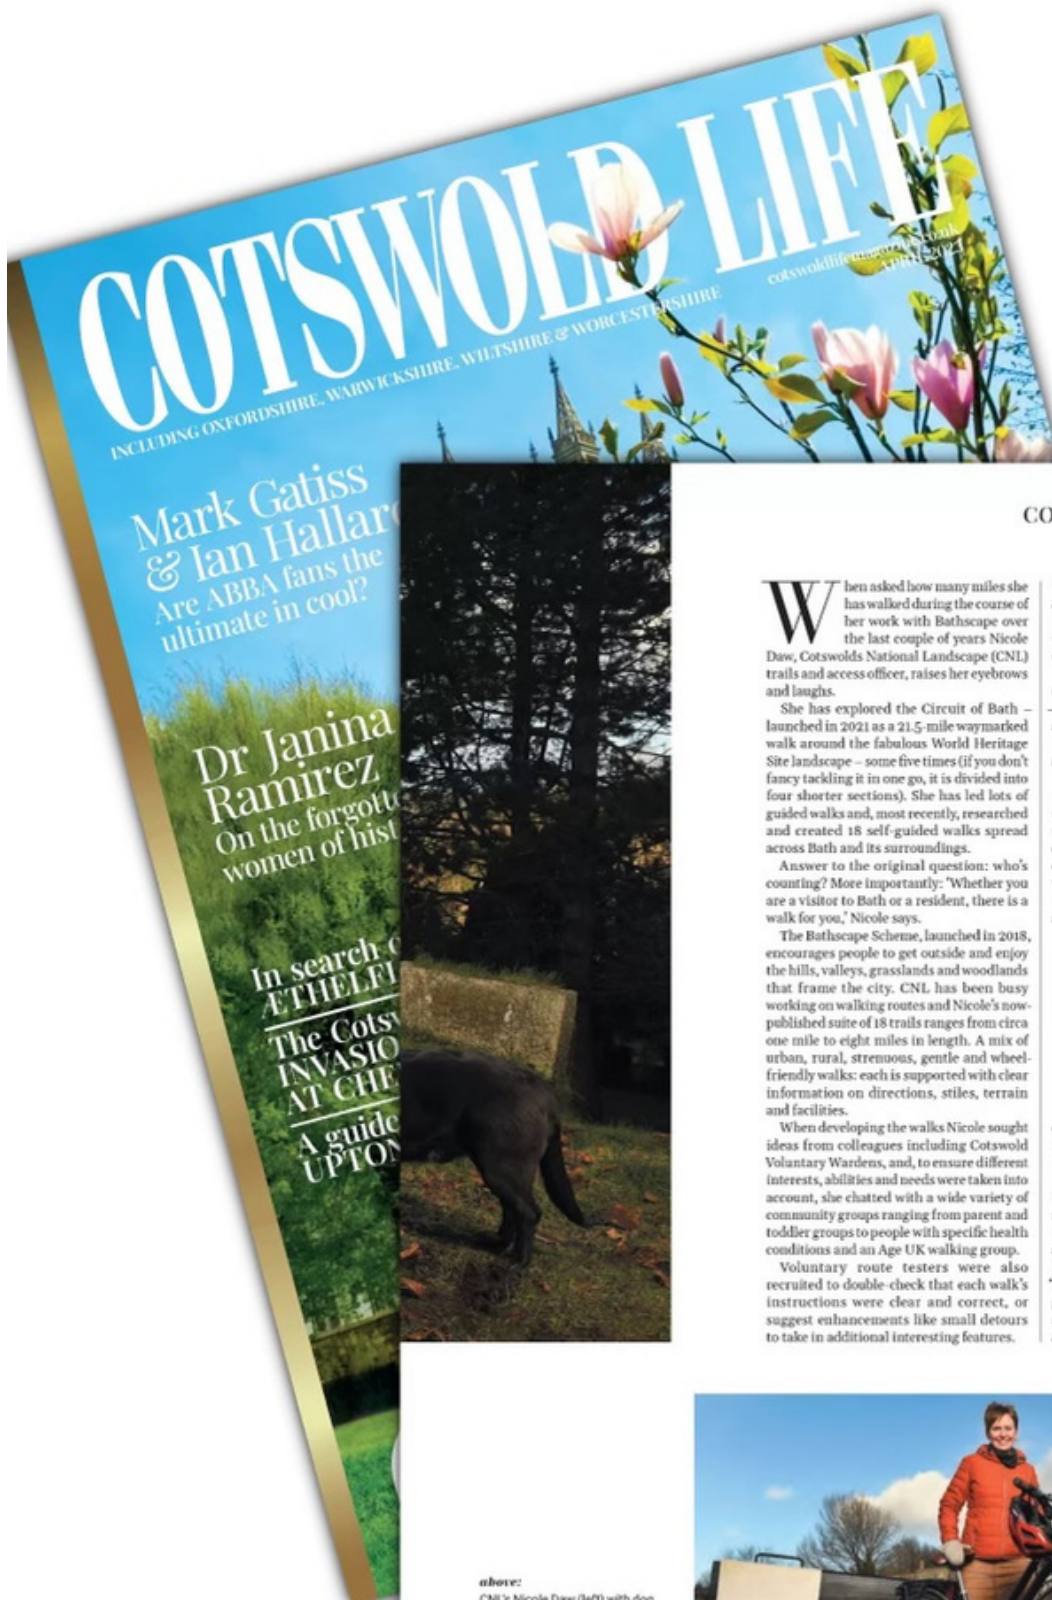 COTSWOLD LIFE
cotswoldlifemagazine.co.uk
APRIL
INCLUDING OXFORDSHIRE, WARWICKSHIRE, WILTSHIRE & WORCESTERSHIRE
Mark Gatiss
& Ian Hallard
Are ABBA fans the
ultimate in cool?
Dr Janina
Ramirez
On the forgotte
women of hist
In search o
ÆTHELFL
The Cotsw
INVASIO
AT CHE
A guide
UPTON
CO
When asked how many miles she
has walked during the course of
her work with Bathscape over
the last couple of years Nicole
Daw, Cotswolds National Landscape (CNL)
trails and access officer, raises her eyebrows
and laughs.
She has explored the Circuit of Bath –
launched in 2021 as a 21.5-mile waymarked
walk around the fabulous World Heritage
Site landscape – some five times (if you don't
fancy tackling it in one go, it is divided into
four shorter sections). She has led lots of
guided walks and, most recently, researched
and created 18 self-guided walks spread
across Bath and its surroundings.
Answer to the original question: who's
counting? More importantly: 'Whether you
are a visitor to Bath or a resident, there is a
walk for you,' Nicole says.
The Bathscape Scheme, launched in 2018,
encourages people to get outside and enjoy
the hills, valleys, grasslands and woodlands
that frame the city. CNL has been busy
working on walking routes and Nicole's now-
published suite of 18 trails ranges from circa
one mile to eight miles in length. A mix of
urban, rural, strenuous, gentle and wheel-
friendly walks: each is supported with clear
information on directions, stiles, terrain
and facilities.
When developing the walks Nicole sought
ideas from colleagues including Cotswold
Voluntary Wardens, and, to ensure different
interests, abilities and needs were taken into
account, she chatted with a wide variety of
community groups ranging from parent and
toddler groups to people with specific health
conditions and an Age UK walking group.
Voluntary route testers were also
recruited to double-check that each walk's
instructions were clear and correct, or
suggest enhancements like small detours
to take in additional interesting features.
above:
CNL's Nicole Daw (left) with dog